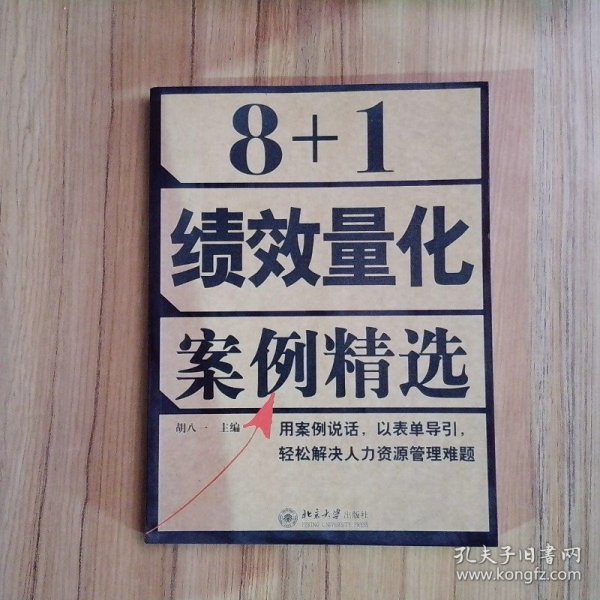 8+1
绩效量化
案例精选
胡八一 主编
用案例说话，以表单导引，
轻松解决人力资源管理难题
北京大学出版社
PEKING UNIVERSITY PRESS
孔夫子旧书网
www.kongfz.com